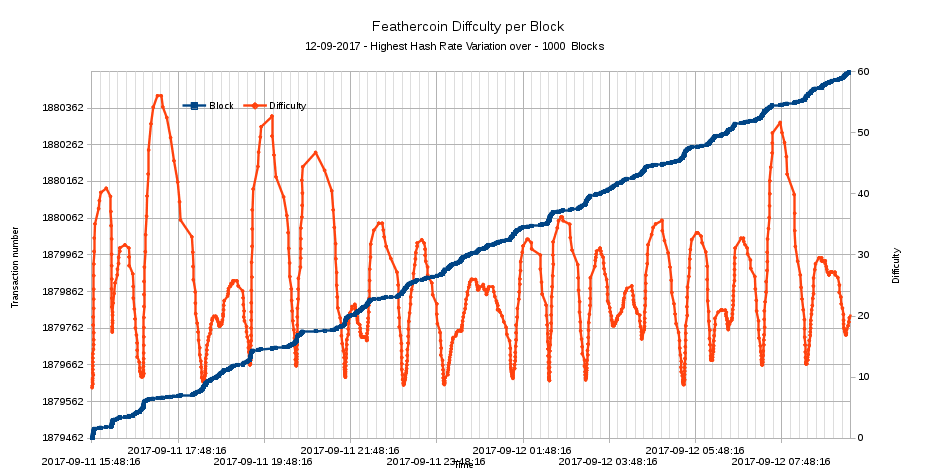 Feathercoin Diffculty per Block
12-09-2017 - Highest Hash Rate Variation over - 1000 Blocks
Block Difficulty
Transaction number
1880362
1880262
1880162
1880062
1879962
1879862
1879762
1879662
1879562
1879462
60
50
40
30
20
10
0
Difficulty
2017-09-11 17:48:16 2017-09-11 21:48:16 2017-09-12 01:48:16 2017-09-12 05:48:16
2017-09-11 15:48:16 2017-09-11 19:48:16 2017-09-11 23:48:16 2017-09-12 03:48:16 2017-09-12 07:48:16
Time